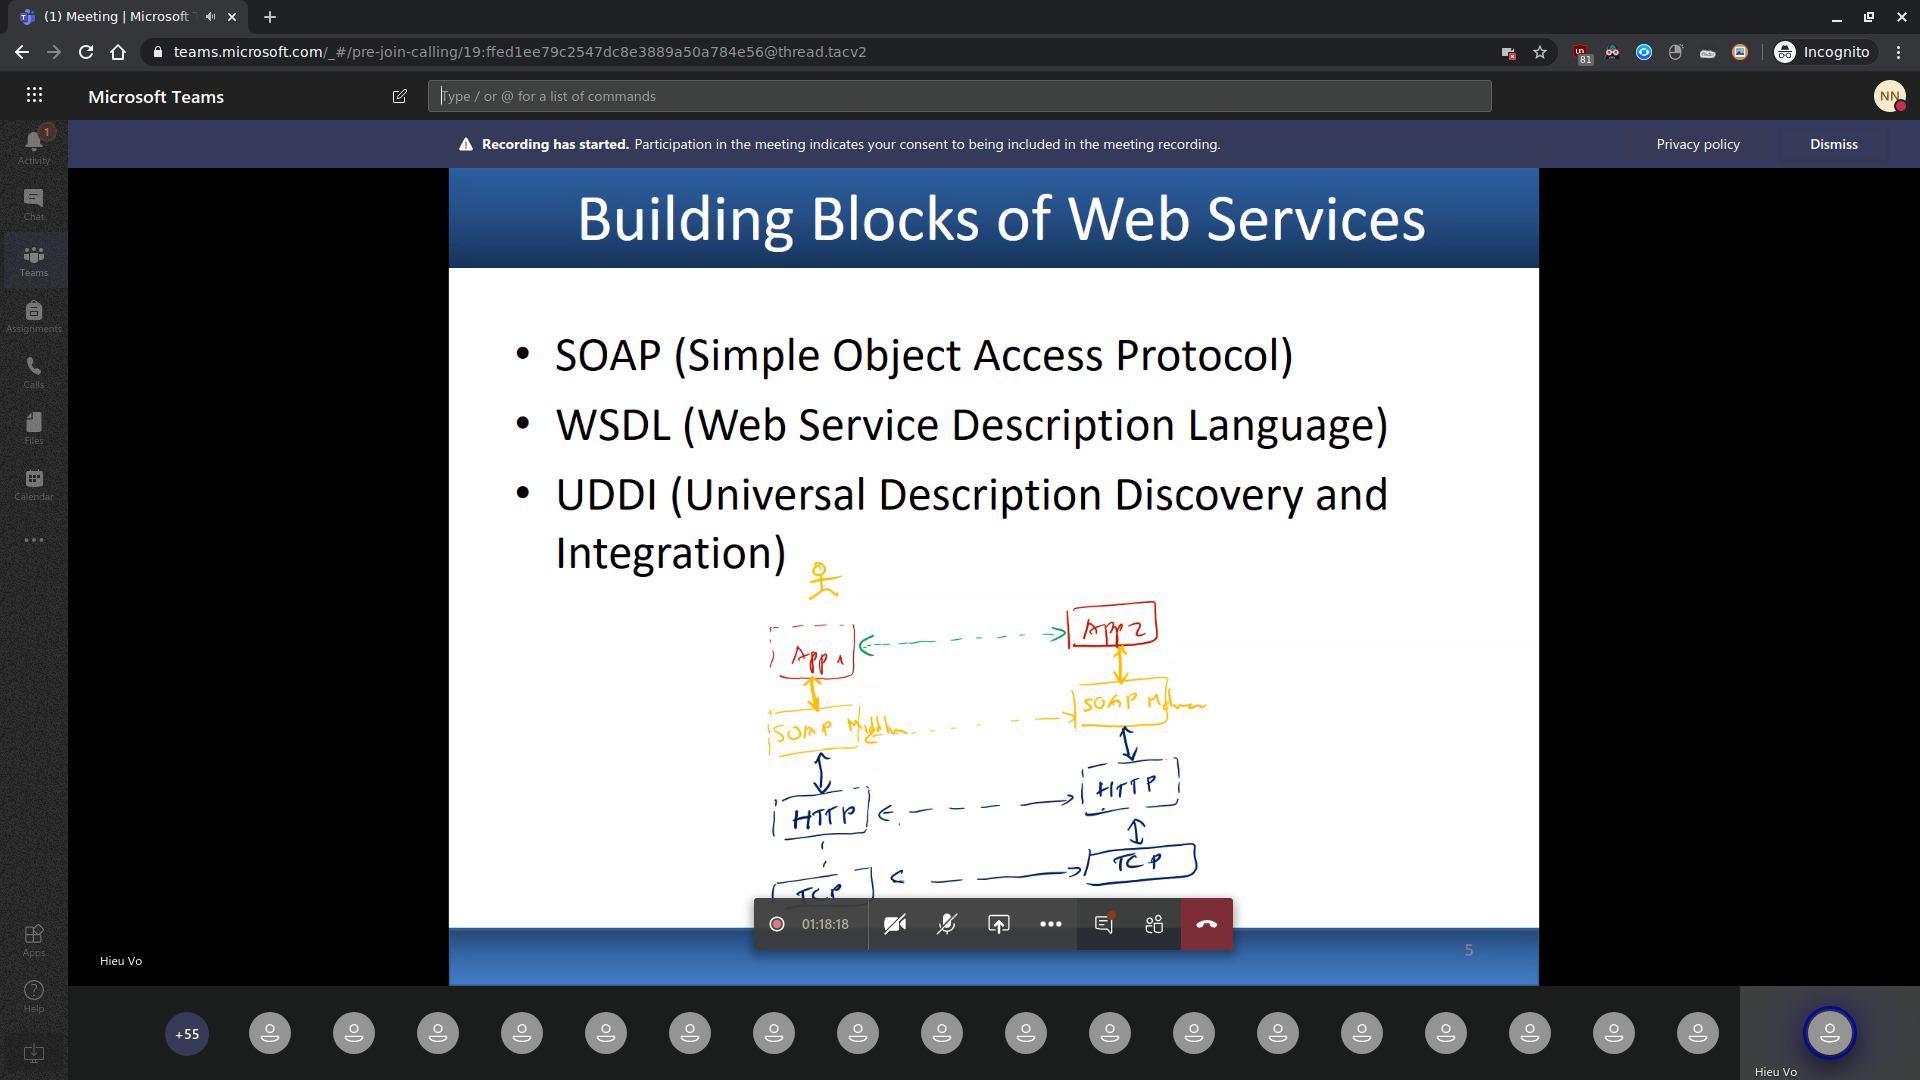 (1) Meeting | Microsoft T
teams.microsoft.com/_#/pre-join-calling/19:ffed1ee79c2547dc8e3889a50a784e56@thread.tacv2
81
Incognito
Microsoft Teams
Type / or @ for a list of commands
NN
Recording has started. Participation in the meeting indicates your consent to being included in the meeting recording.
Privacy policy
Dismiss
1
Activity
Chat
Teams
Assignments
Calls
Files
Calendar
Apps
Help
Building Blocks of Web Services
• SOAP (Simple Object Access Protocol)
• WSDL (Web Service Description Language)
• UDDI (Universal Description Discovery and
Integration)
App 1
App 2
SOAP
SOAP
HTTP
HTTP
TCP
TCP
01:18:18
5
Hieu Vo
+55
Hieu Vo